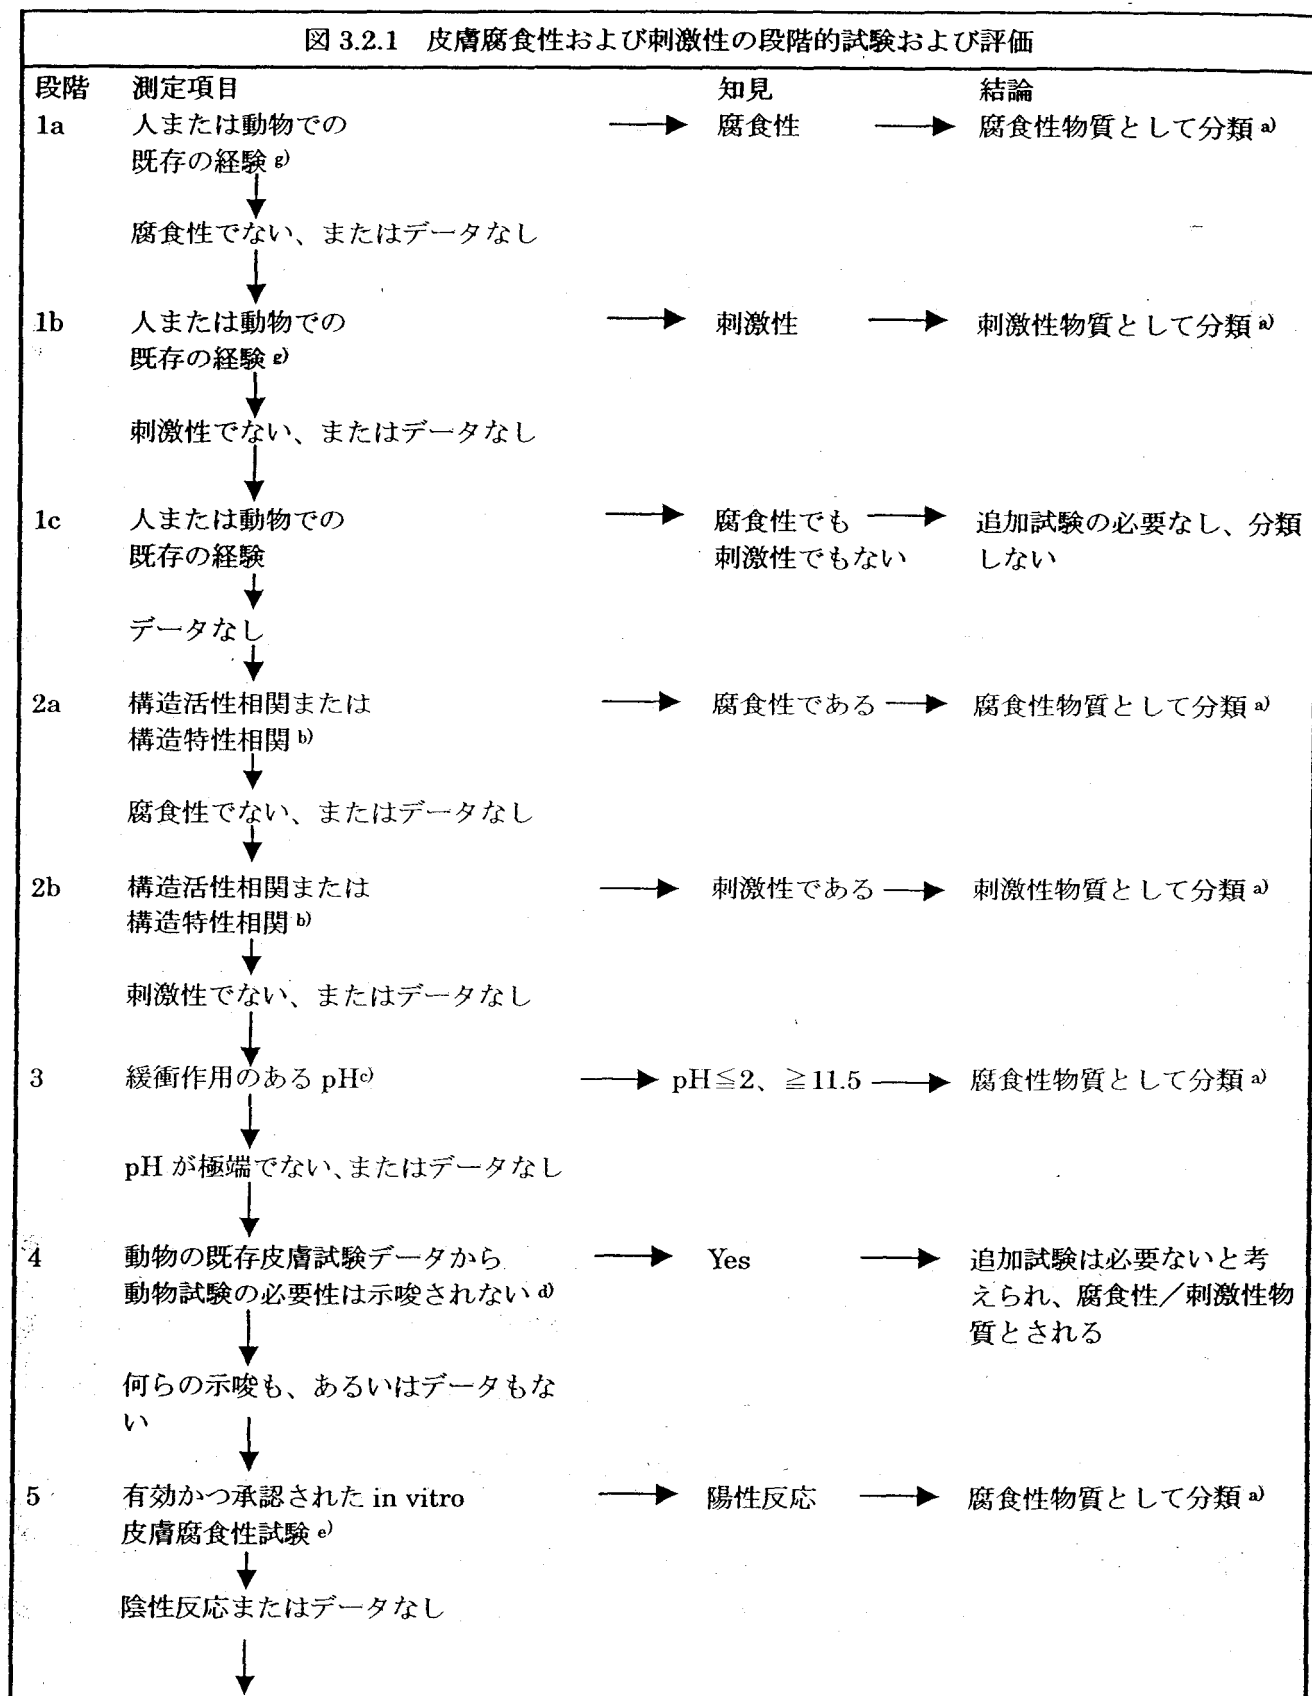 図 3.2.1 皮膚腐食性および刺激性の段階的試験および評価
段階 測定項目 知見 結論
1a 人または動物での 腐食性 腐食性物質として分類 a)
既存の経験 g)
腐食性でない、またはデータなし
1b 人または動物での 刺激性 刺激性物質として分類 a)
既存の経験 g)
刺激性でない、またはデータなし
1c 人または動物での 腐食性でも 追加試験の必要なし、分類
既存の経験 刺激性でもない しない
データなし
2a 構造活性相関または 腐食性である 腐食性物質として分類 a)
構造特性相関 b)
腐食性でない、またはデータなし
2b 構造活性相関または 刺激性である 刺激性物質として分類 a)
構造特性相関 b)
刺激性でない、またはデータなし
3 緩衝作用のある pH c) pH≦2、≧11.5 腐食性物質として分類 a)
pH が極端でない、またはデータなし
4 動物の既存皮膚試験データから Yes 追加試験は必要ないと考
動物試験の必要性は示唆されない d) えられ、腐食性／刺激性物
質とされる
何らの示唆も、あるいはデータもな
い
5 有効かつ承認された in vitro 陽性反応 腐食性物質として分類 a)
皮膚腐食性試験 e)
陰性反応またはデータなし